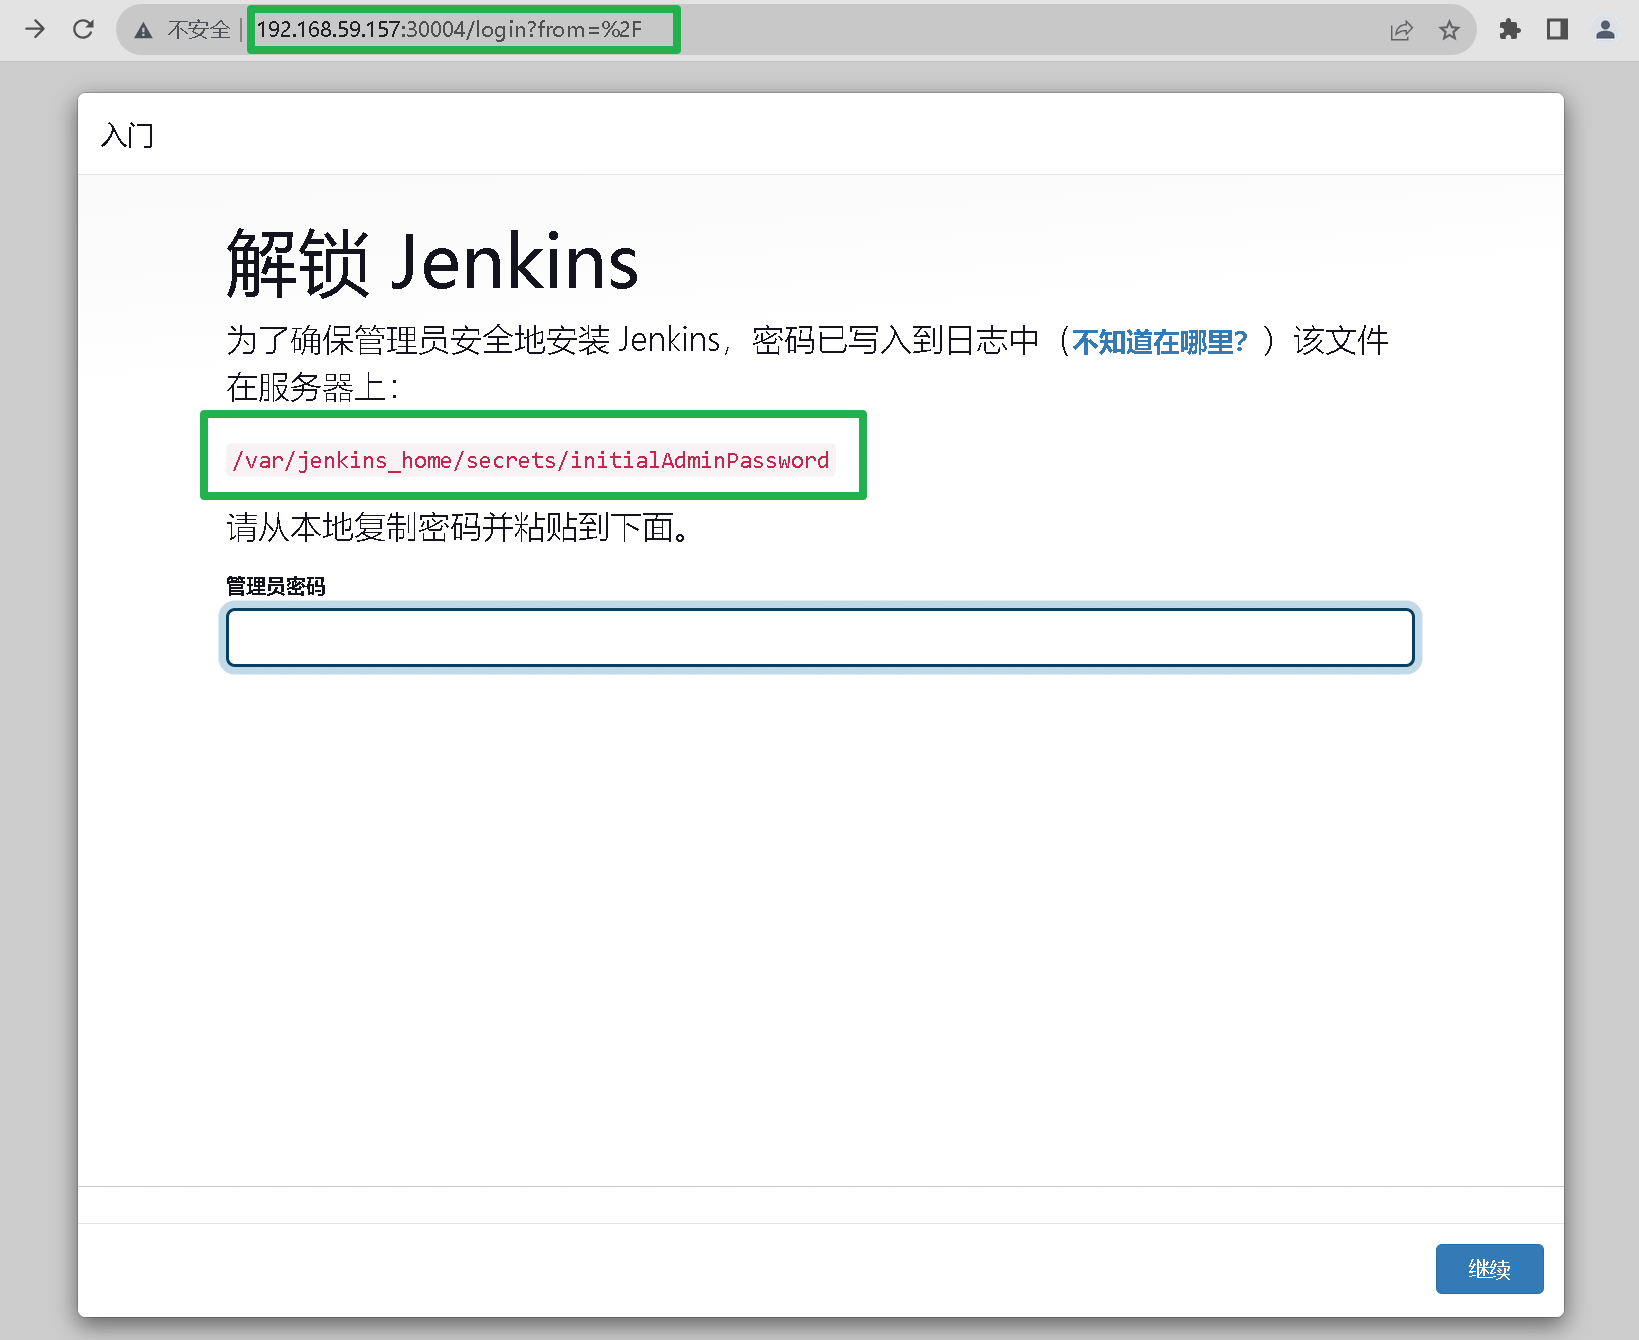 不安全 192.168.59.157:30004/login?from=%2F
入门
解锁 Jenkins
为了确保管理员安全地安装 Jenkins，密码已写入到日志中（不知道在哪里？）该文件
在服务器上：
/var/jenkins_home/secrets/initialAdminPassword
请从本地复制密码并粘贴到下面。
管理员密码
继续